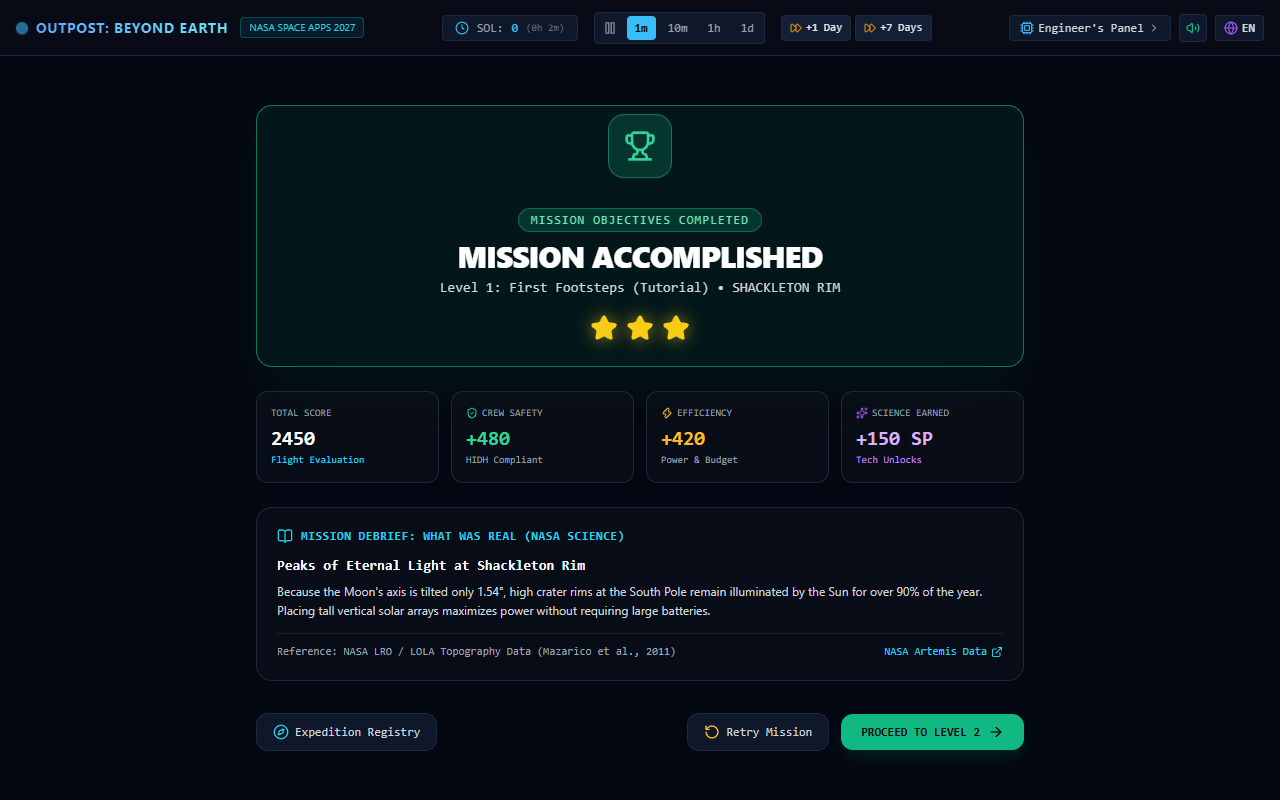 OUTPOST: BEYOND EARTH
NASA SPACE APPS 2027
SOL: 0 (0h 2m)
1m 10m 1h 1d
+1 Day
+7 Days
Engineer's Panel
EN
MISSION OBJECTIVES COMPLETED
MISSION ACCOMPLISHED
Level 1: First Footsteps (Tutorial) • SHACKLETON RIM
TOTAL SCORE
2450
Flight Evaluation
CREW SAFETY
+480
HIDH Compliant
EFFICIENCY
+420
Power & Budget
SCIENCE EARNED
+150 SP
Tech Unlocks
MISSION DEBRIEF: WHAT WAS REAL (NASA SCIENCE)
Peaks of Eternal Light at Shackleton Rim
Because the Moon's axis is tilted only 1.54°, high crater rims at the South Pole remain illuminated by the Sun for over 90% of the year.
Placing tall vertical solar arrays maximizes power without requiring large batteries.
Reference: NASA LRO / LOLA Topography Data (Mazarico et al., 2011)
NASA Artemis Data
Expedition Registry
Retry Mission
PROCEED TO LEVEL 2